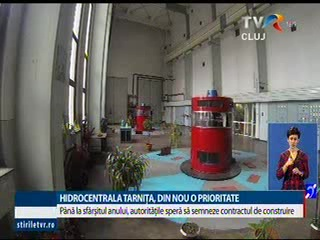 TVR
CLUJ
HIDROCENTRALA TARNIȚA, DIN NOU O PRIORITATE
stiriletvr.ro
Până la sfârșitul anului, autoritățile speră să semneze contractul de construire